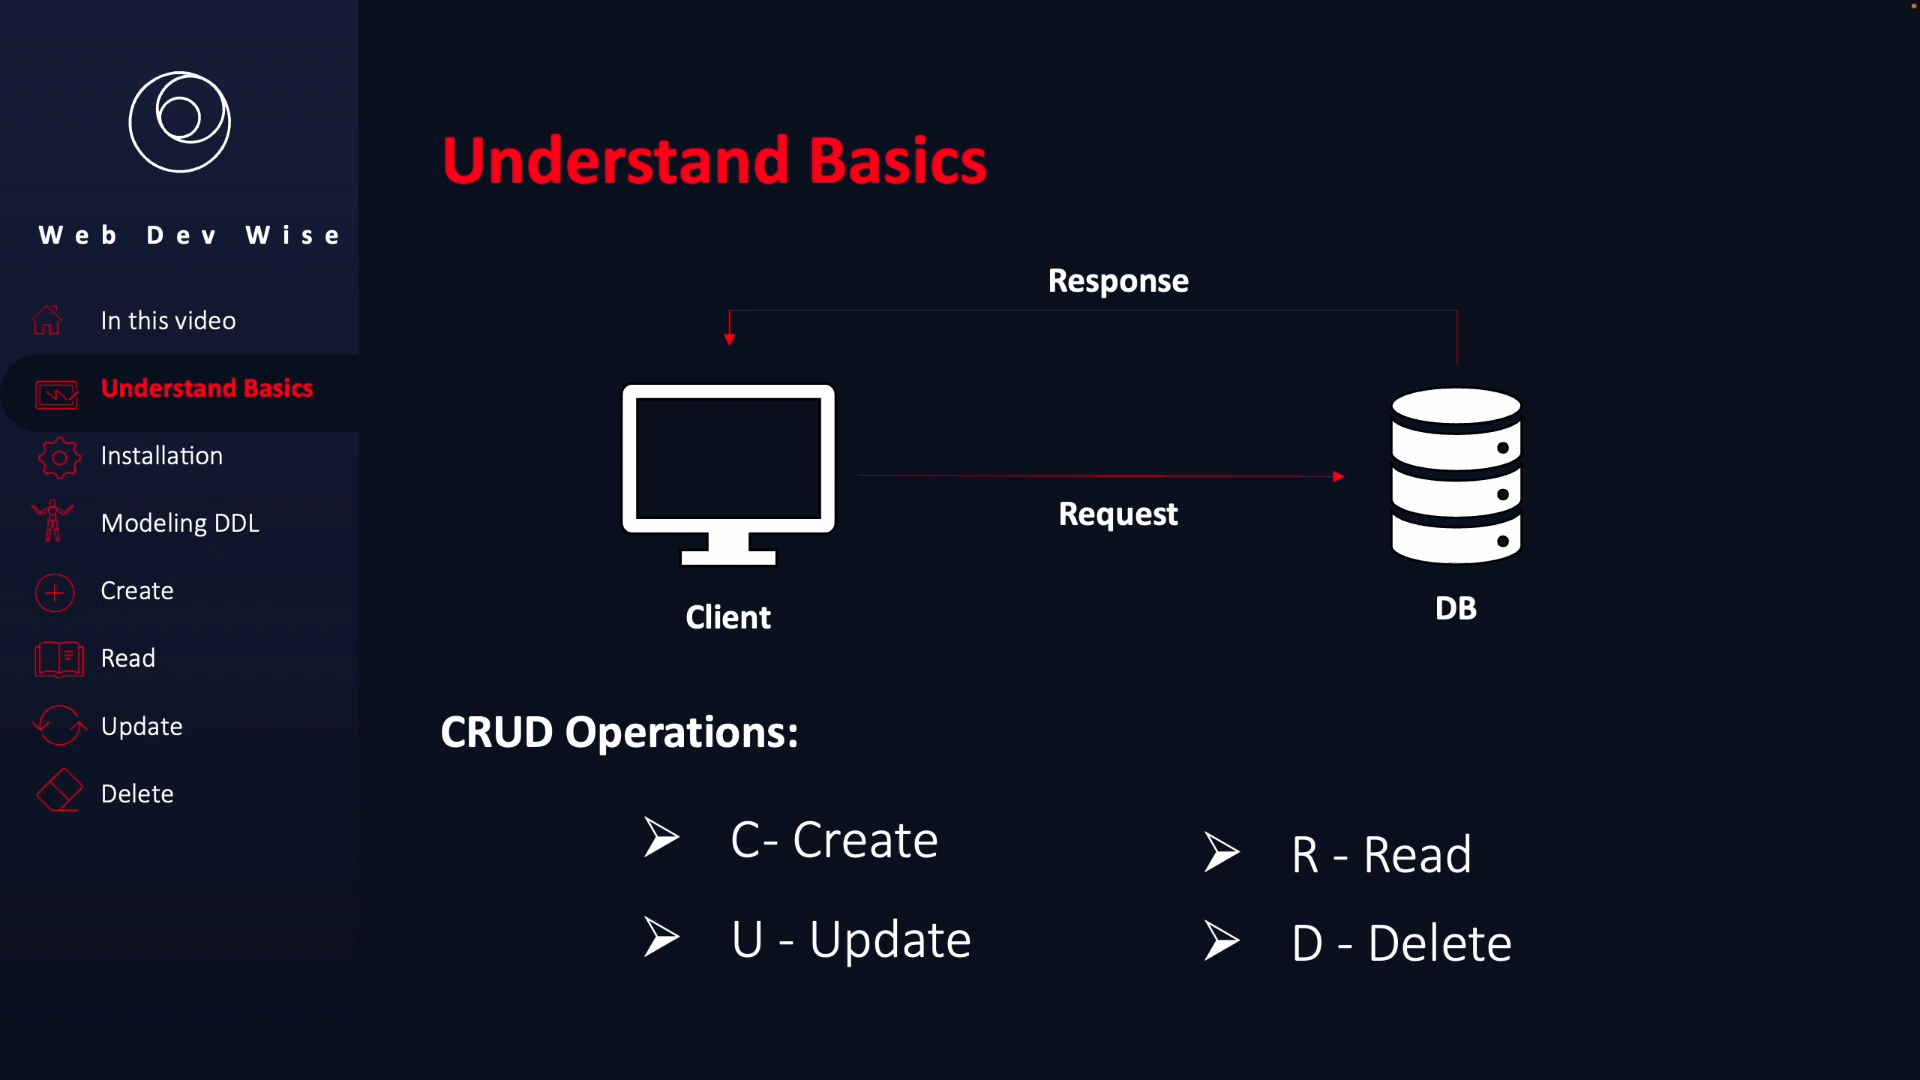 Web Dev Wise
In this video
Understand Basics
Installation
Modeling DDL
Create
Read
Update
Delete
Understand Basics
Response
Request
Client
DB
CRUD Operations:
C- Create
R - Read
U - Update
D - Delete